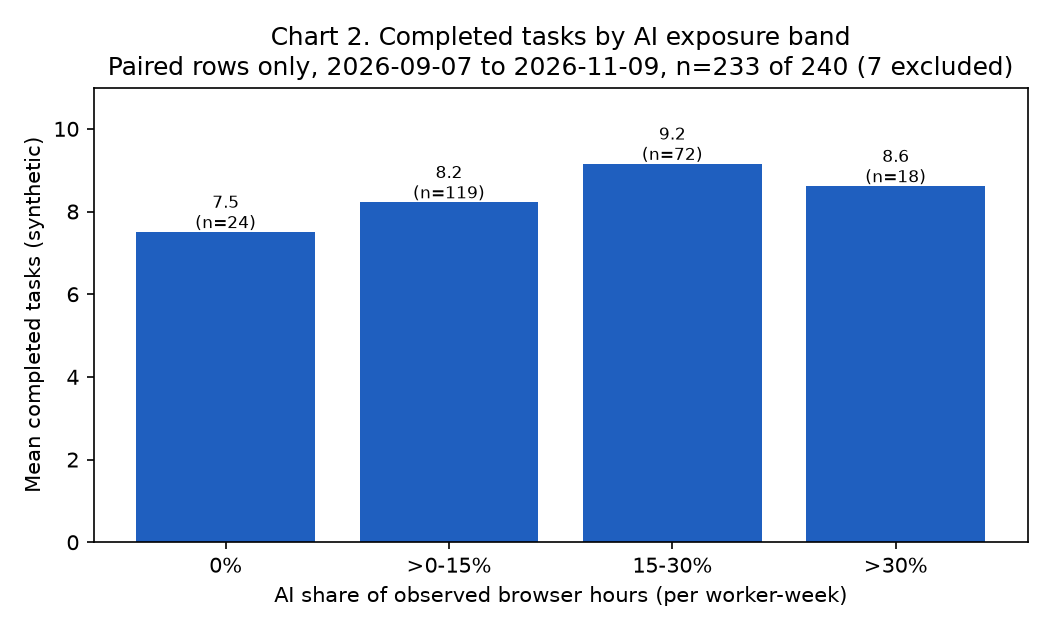 Chart 2. Completed tasks by AI exposure band
Paired rows only, 2026-09-07 to 2026-11-09, n=233 of 240 (7 excluded)
Mean completed tasks (synthetic)
10
8
6
4
2
0
7.5
(n=24)
8.2
(n=119)
9.2
(n=72)
8.6
(n=18)
0%
>0-15%
15-30%
>30%
AI share of observed browser hours (per worker-week)